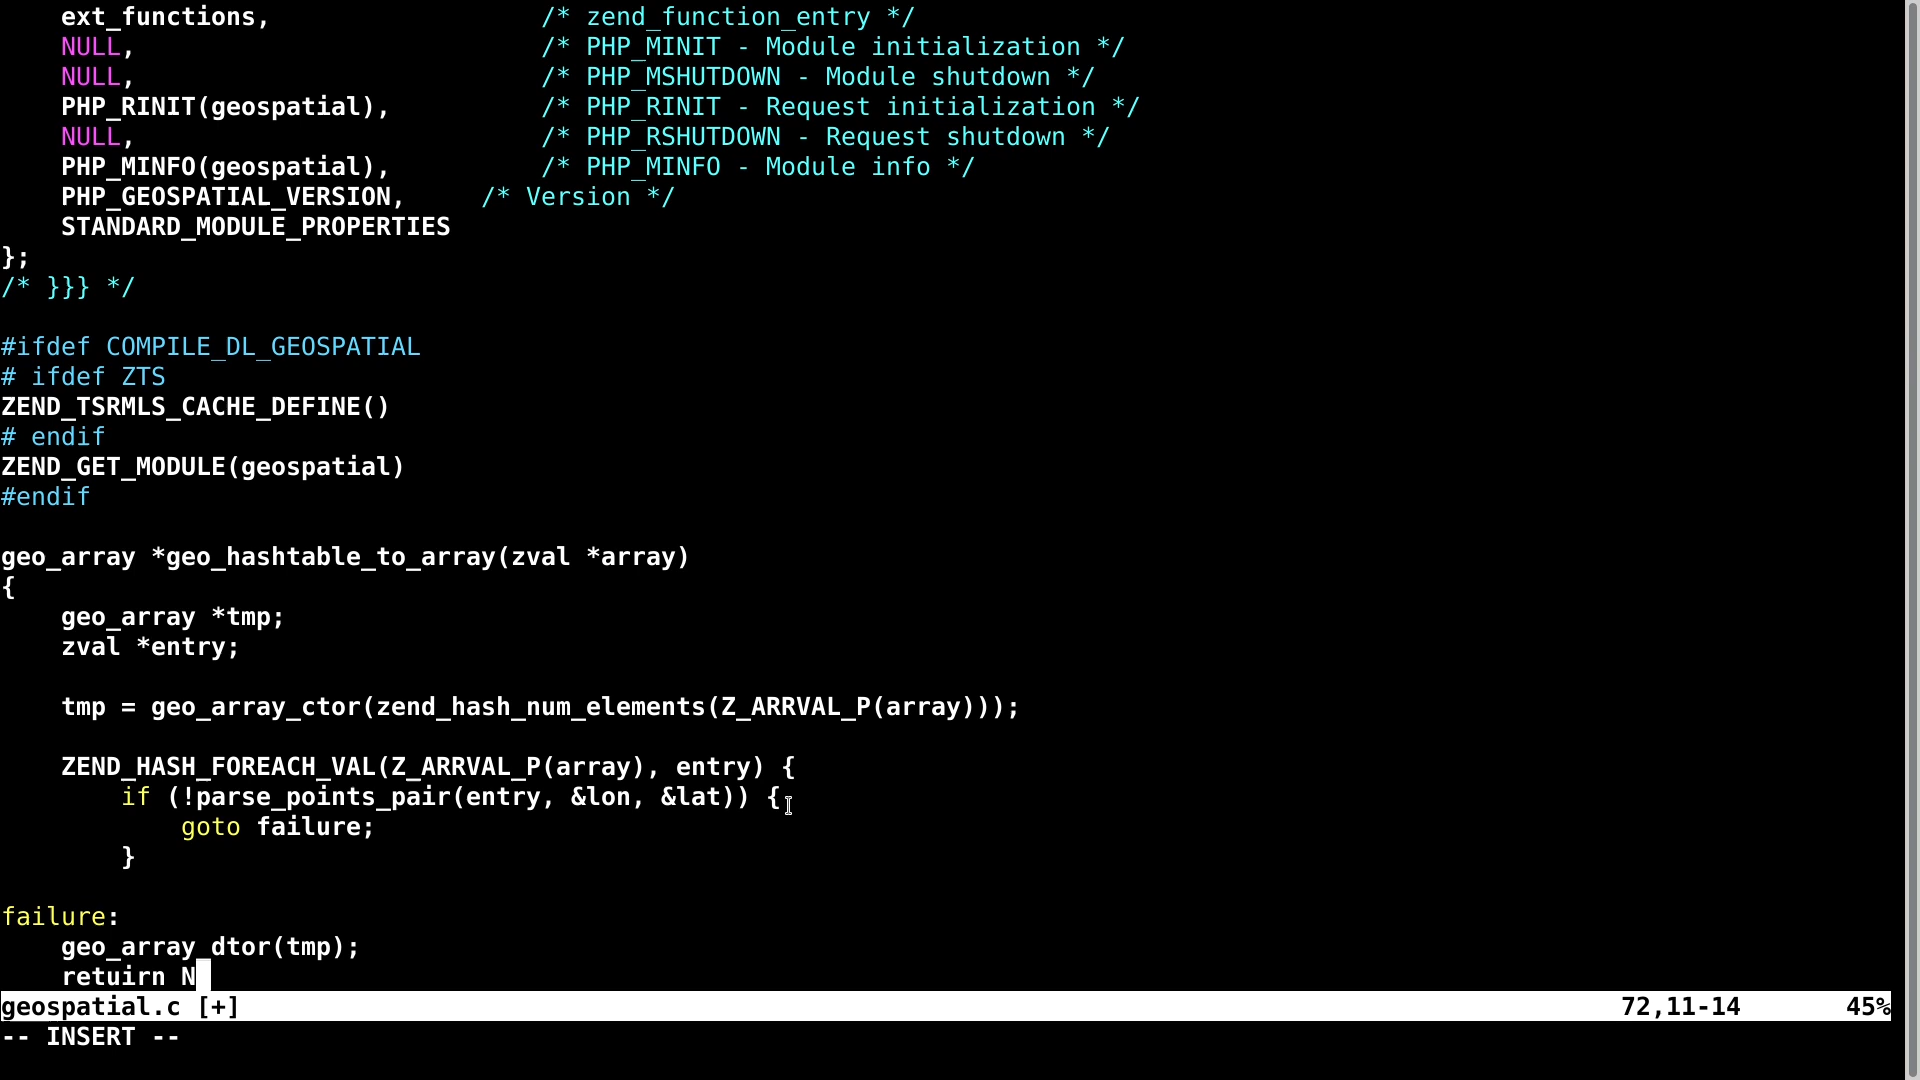 ext_functions,                  /* zend_function_entry */
    NULL,                           /* PHP_MINIT - Module initialization */
    NULL,                           /* PHP_MSHUTDOWN - Module shutdown */
    PHP_RINIT(geospatial),          /* PHP_RINIT - Request initialization */
    NULL,                           /* PHP_RSHUTDOWN - Request shutdown */
    PHP_MINFO(geospatial),          /* PHP_MINFO - Module info */
    PHP_GEOSPATIAL_VERSION,     /* Version */
    STANDARD_MODULE_PROPERTIES
};
/* }}} */

#ifdef COMPILE_DL_GEOSPATIAL
# ifdef ZTS
ZEND_TSRMLS_CACHE_DEFINE()
# endif
ZEND_GET_MODULE(geospatial)
#endif

geo_array *geo_hashtable_to_array(zval *array)
{
    geo_array *tmp;
    zval *entry;

    tmp = geo_array_ctor(zend_hash_num_elements(Z_ARRVAL_P(array)));

    ZEND_HASH_FOREACH_VAL(Z_ARRVAL_P(array), entry) {
        if (!parse_points_pair(entry, &lon, &lat)) {
            goto failure;
        }

failure:
    geo_array_dtor(tmp);
    retuirn N
geospatial.c [+]                                                                                            72,11-14       45%
-- INSERT --